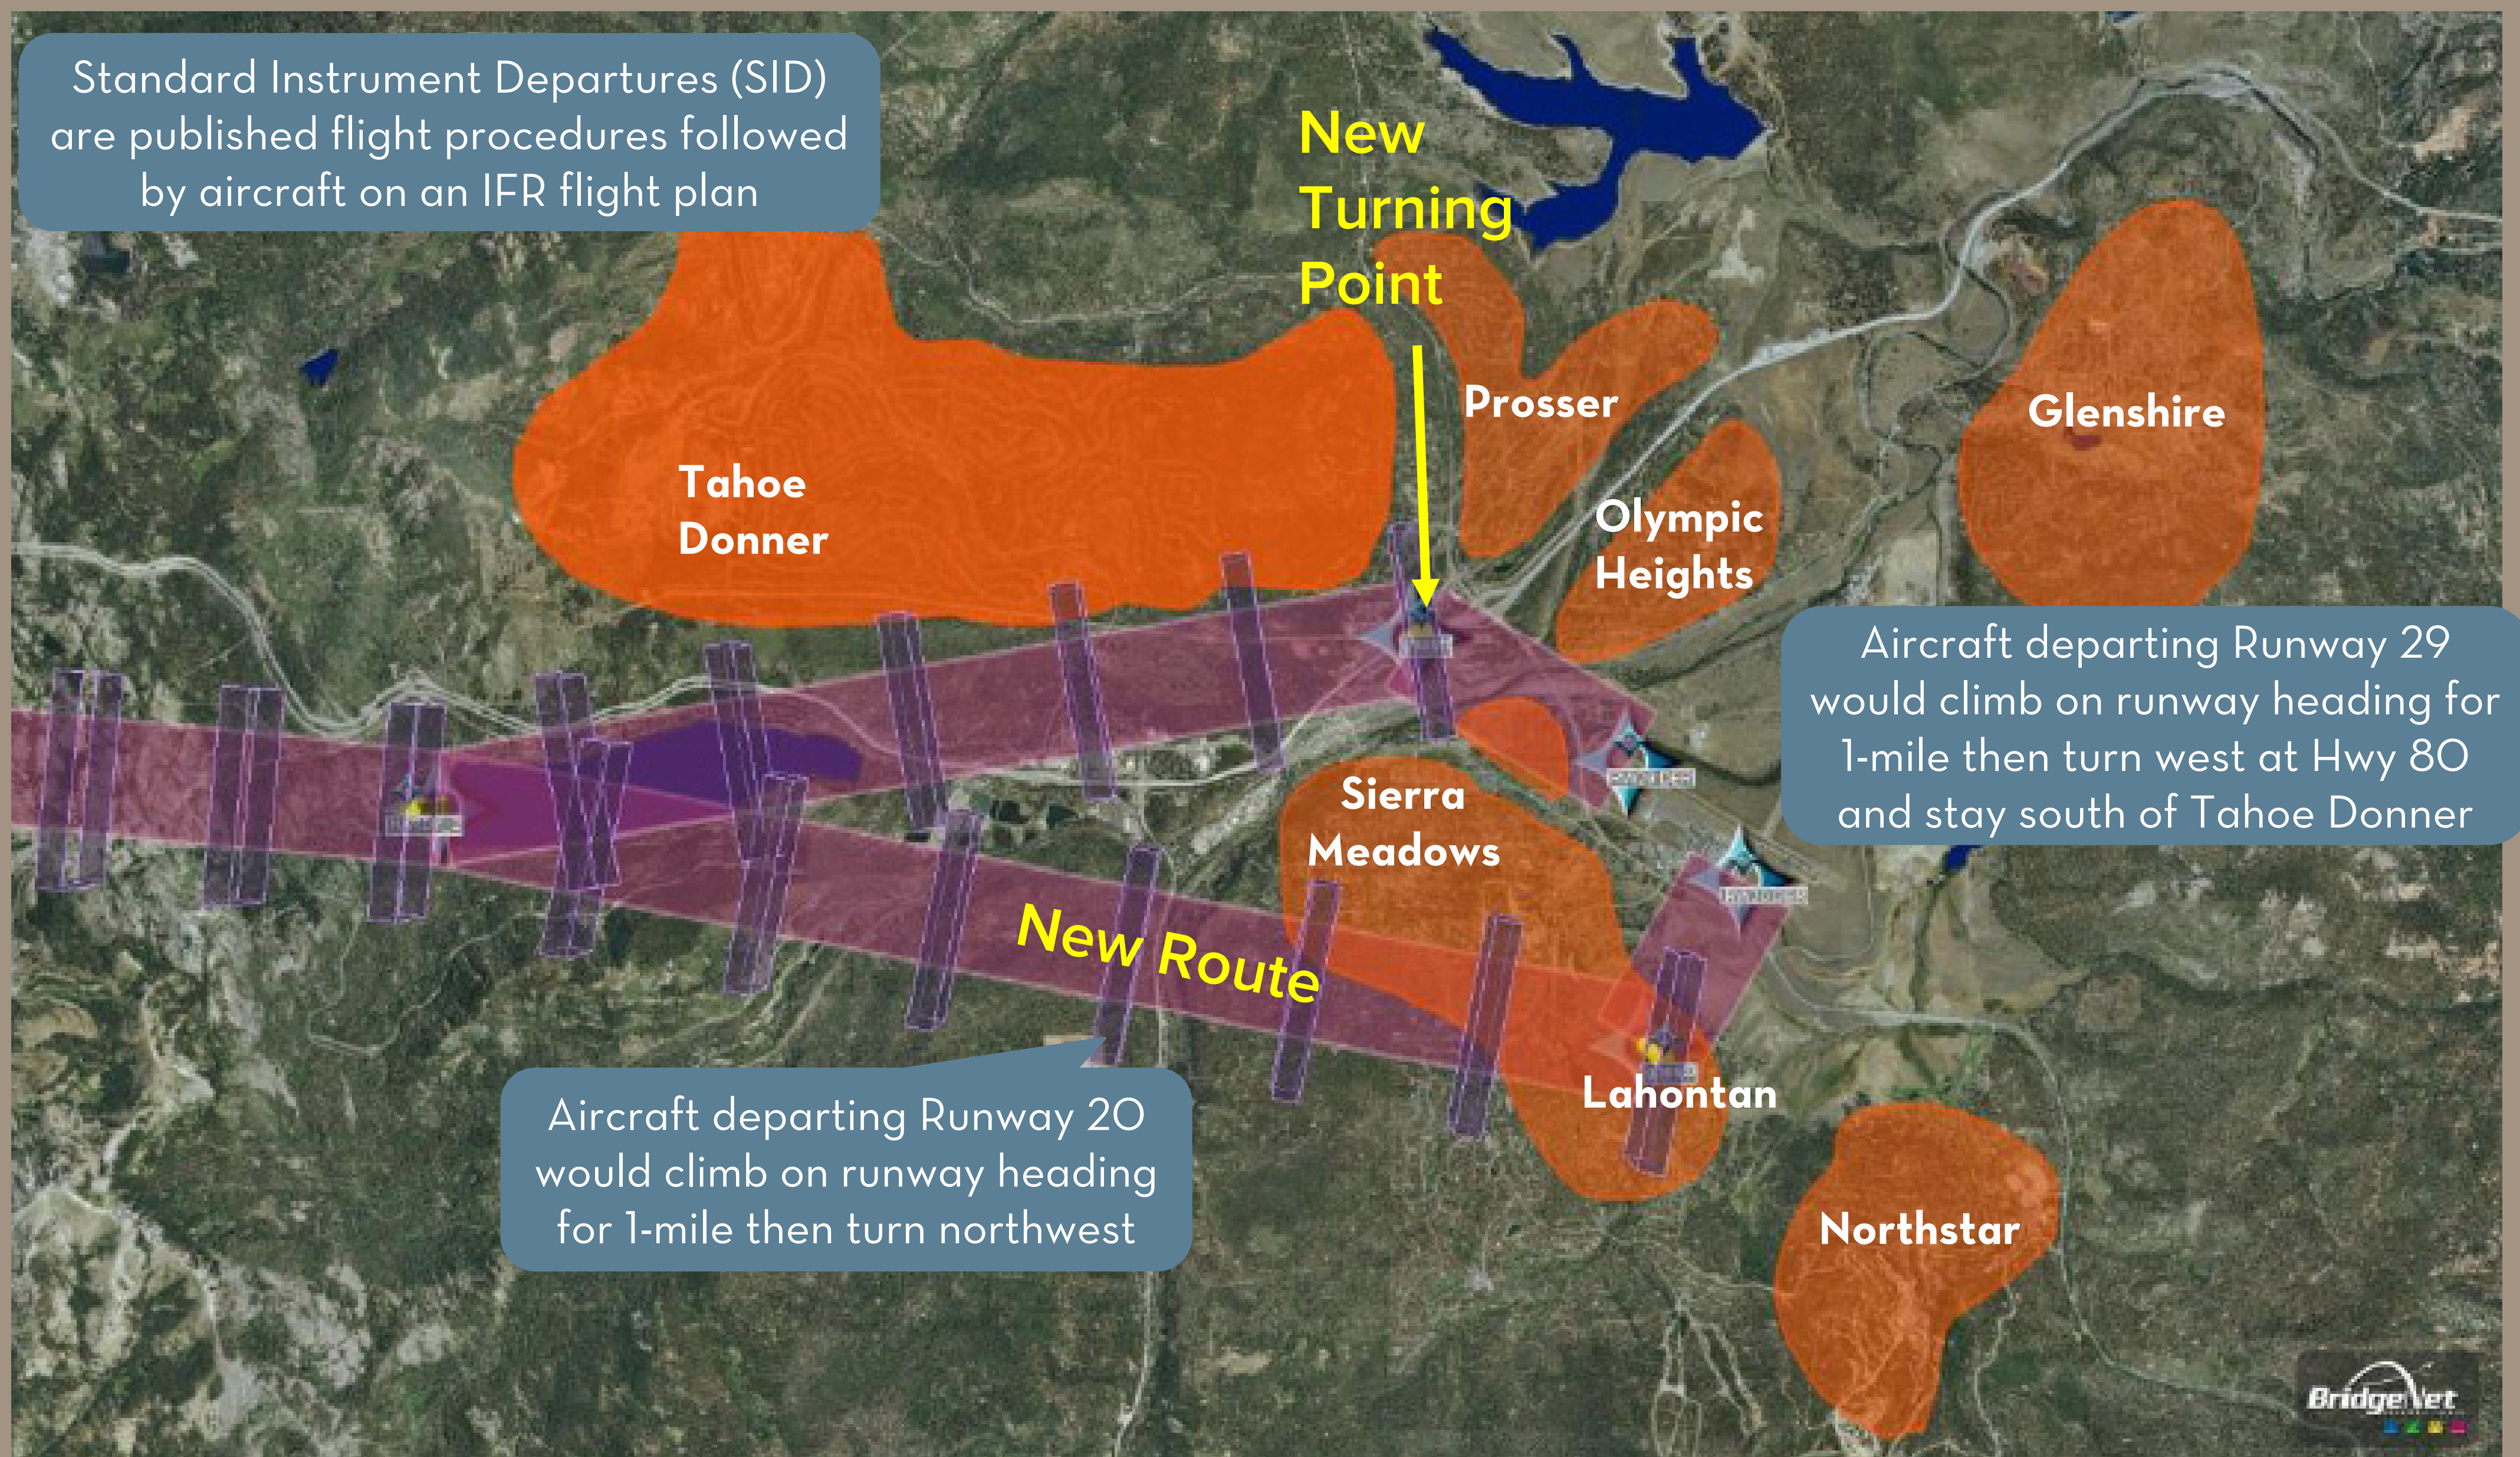 Standard Instrument Departures (SID)
are published flight procedures followed
by aircraft on an IFR flight plan
New
Turning
Point
Prosser
Glenshire
Tahoe
Donner
Olympic
Heights
Aircraft departing Runway 29
would climb on runway heading for
1-mile then turn west at Hwy 80
and stay south of Tahoe Donner
Sierra
Meadows
New Route
Lahontan
Aircraft departing Runway 20
would climb on runway heading
for 1-mile then turn northwest
Northstar
BridgeNet